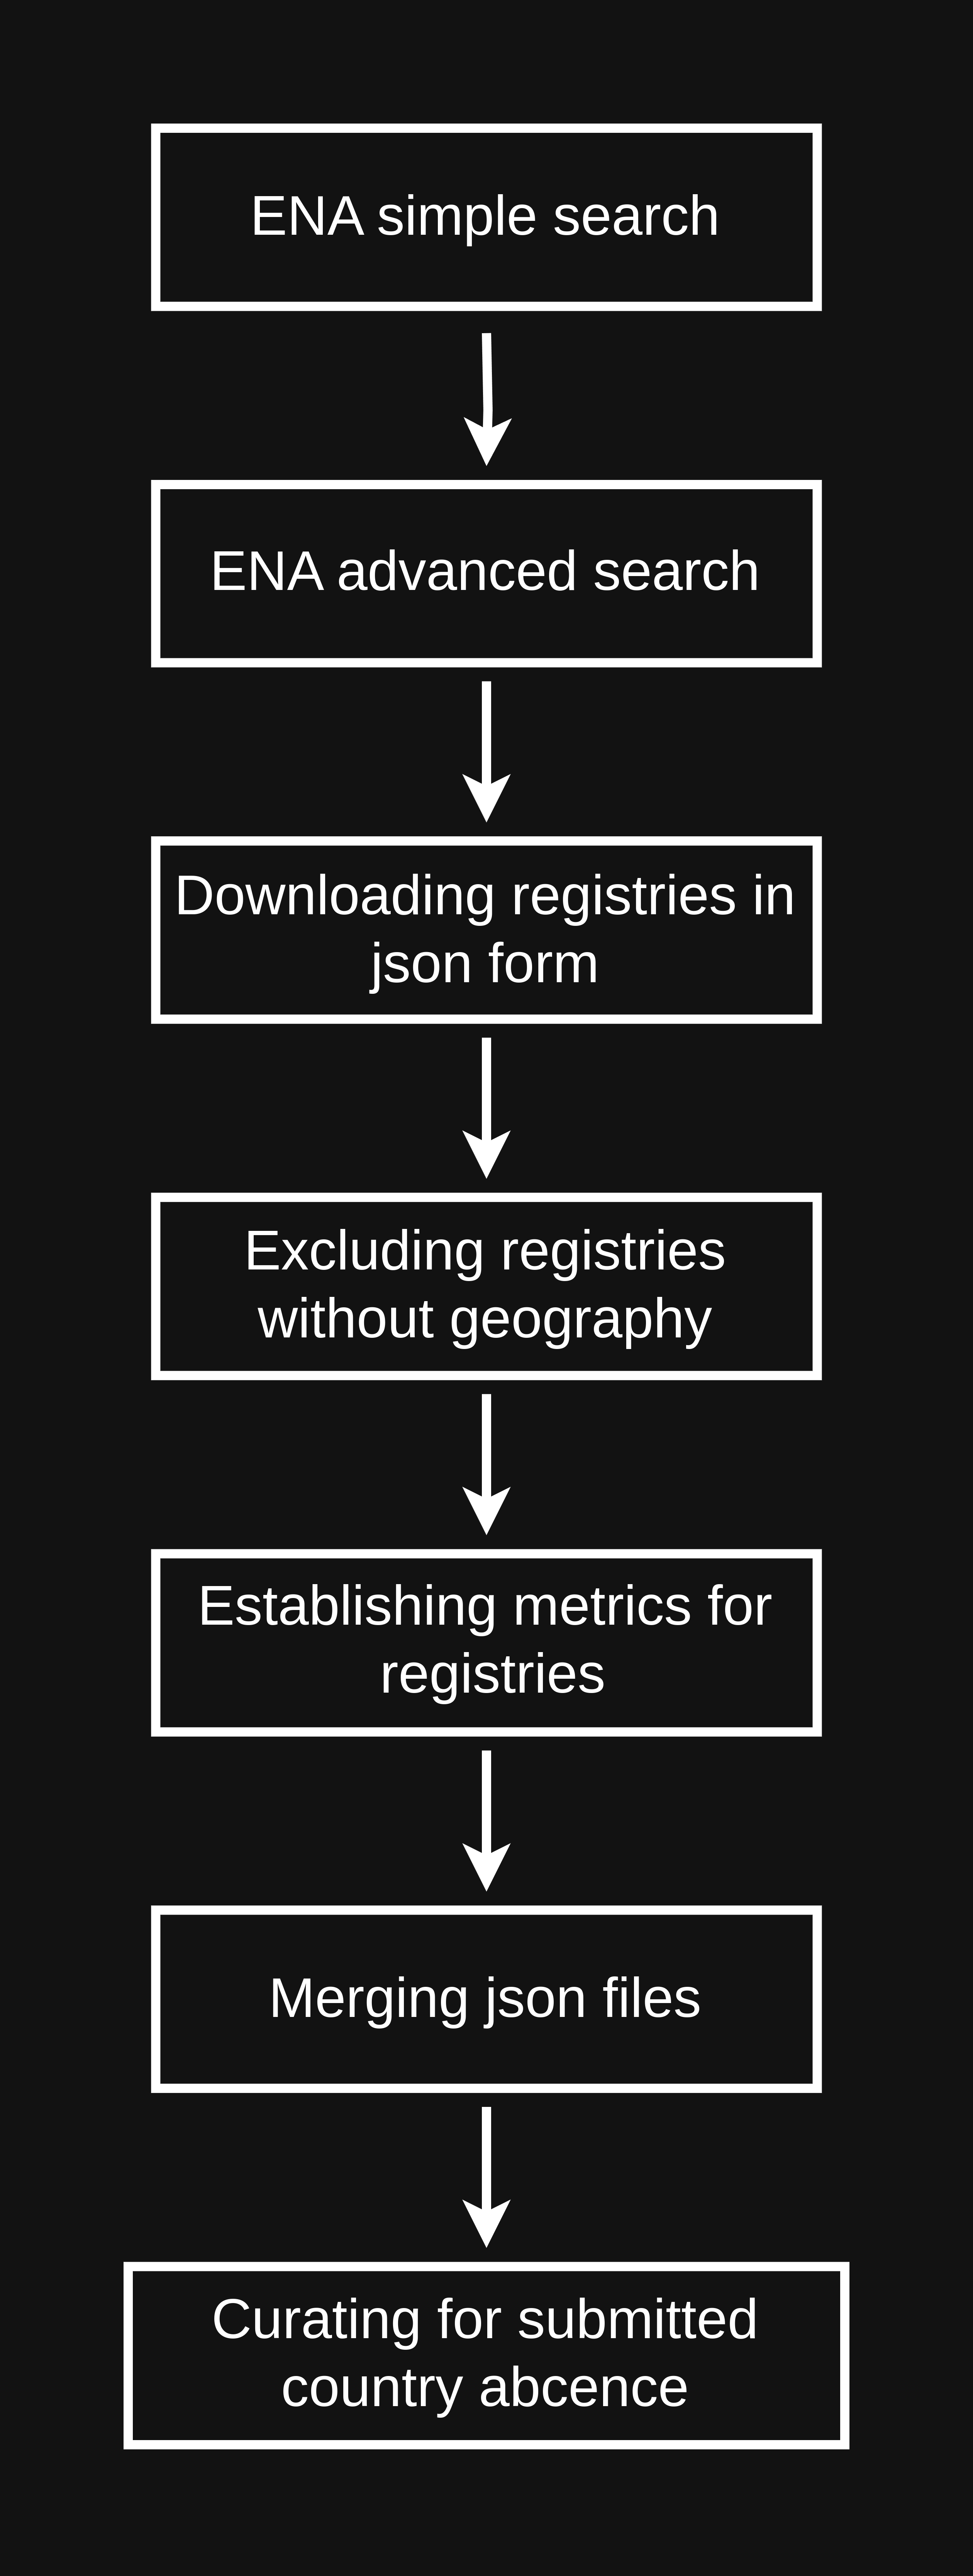 ENA simple search
ENA advanced search
Downloading registries in
json form
Excluding registries
without geography
Establishing metrics for
registries
Merging json files
Curating for submitted
country abcence